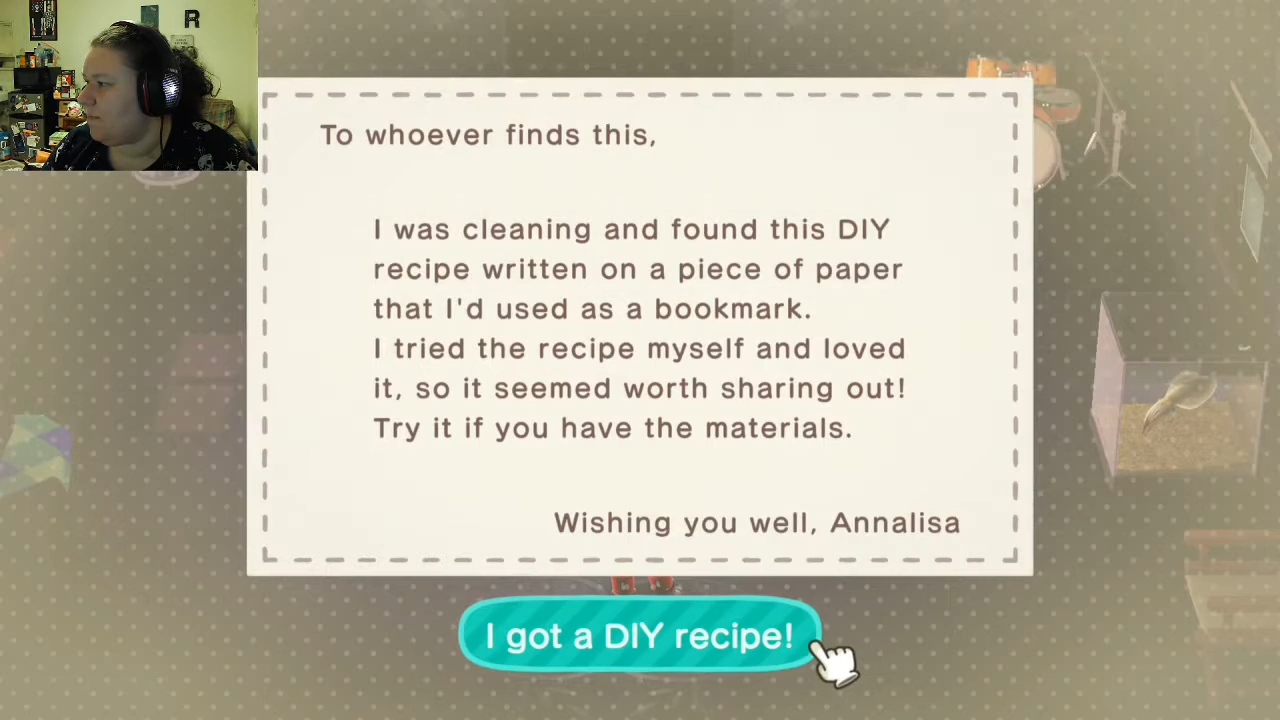 R
To whoever finds this,
I was cleaning and found this DIY
recipe written on a piece of paper
that I'd used as a bookmark.
I tried the recipe myself and loved
it, so it seemed worth sharing out!
Try it if you have the materials.
Wishing you well, Annalisa
I got a DIY recipe!